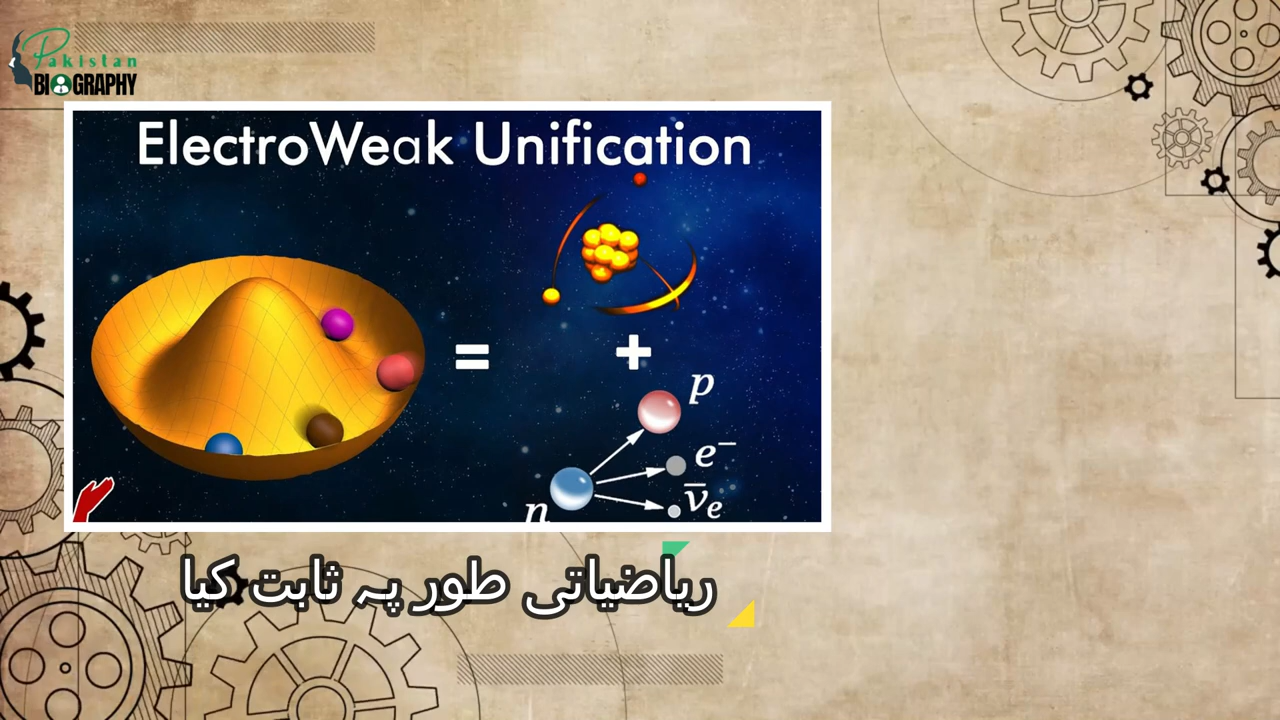 Pakistan
BIOGRAPHY
ElectroWeak Unification
=
+
p
e⁻
ν̅ₑ
n
ریاضیاتی طور پہ ثابت کیا